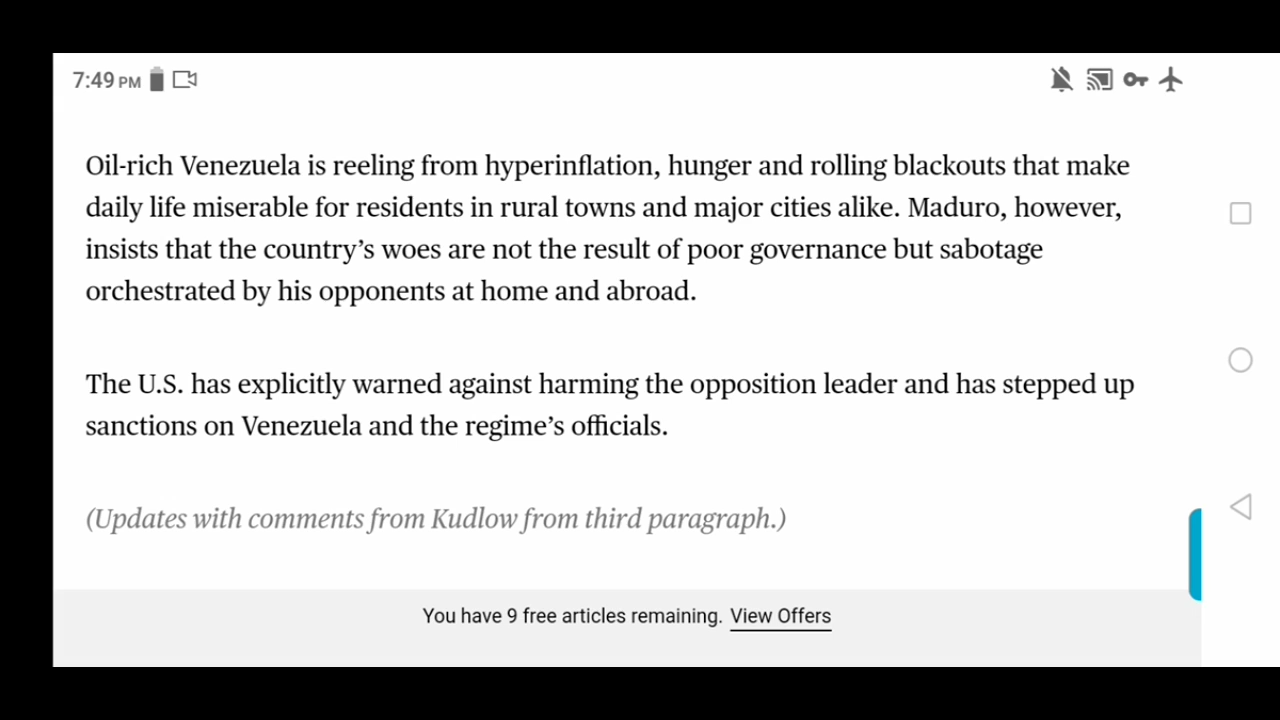 7:49 PM
Oil-rich Venezuela is reeling from hyperinflation, hunger and rolling blackouts that make
daily life miserable for residents in rural towns and major cities alike. Maduro, however,
insists that the country’s woes are not the result of poor governance but sabotage
orchestrated by his opponents at home and abroad.
The U.S. has explicitly warned against harming the opposition leader and has stepped up
sanctions on Venezuela and the regime’s officials.
(Updates with comments from Kudlow from third paragraph.)
You have 9 free articles remaining. View Offers